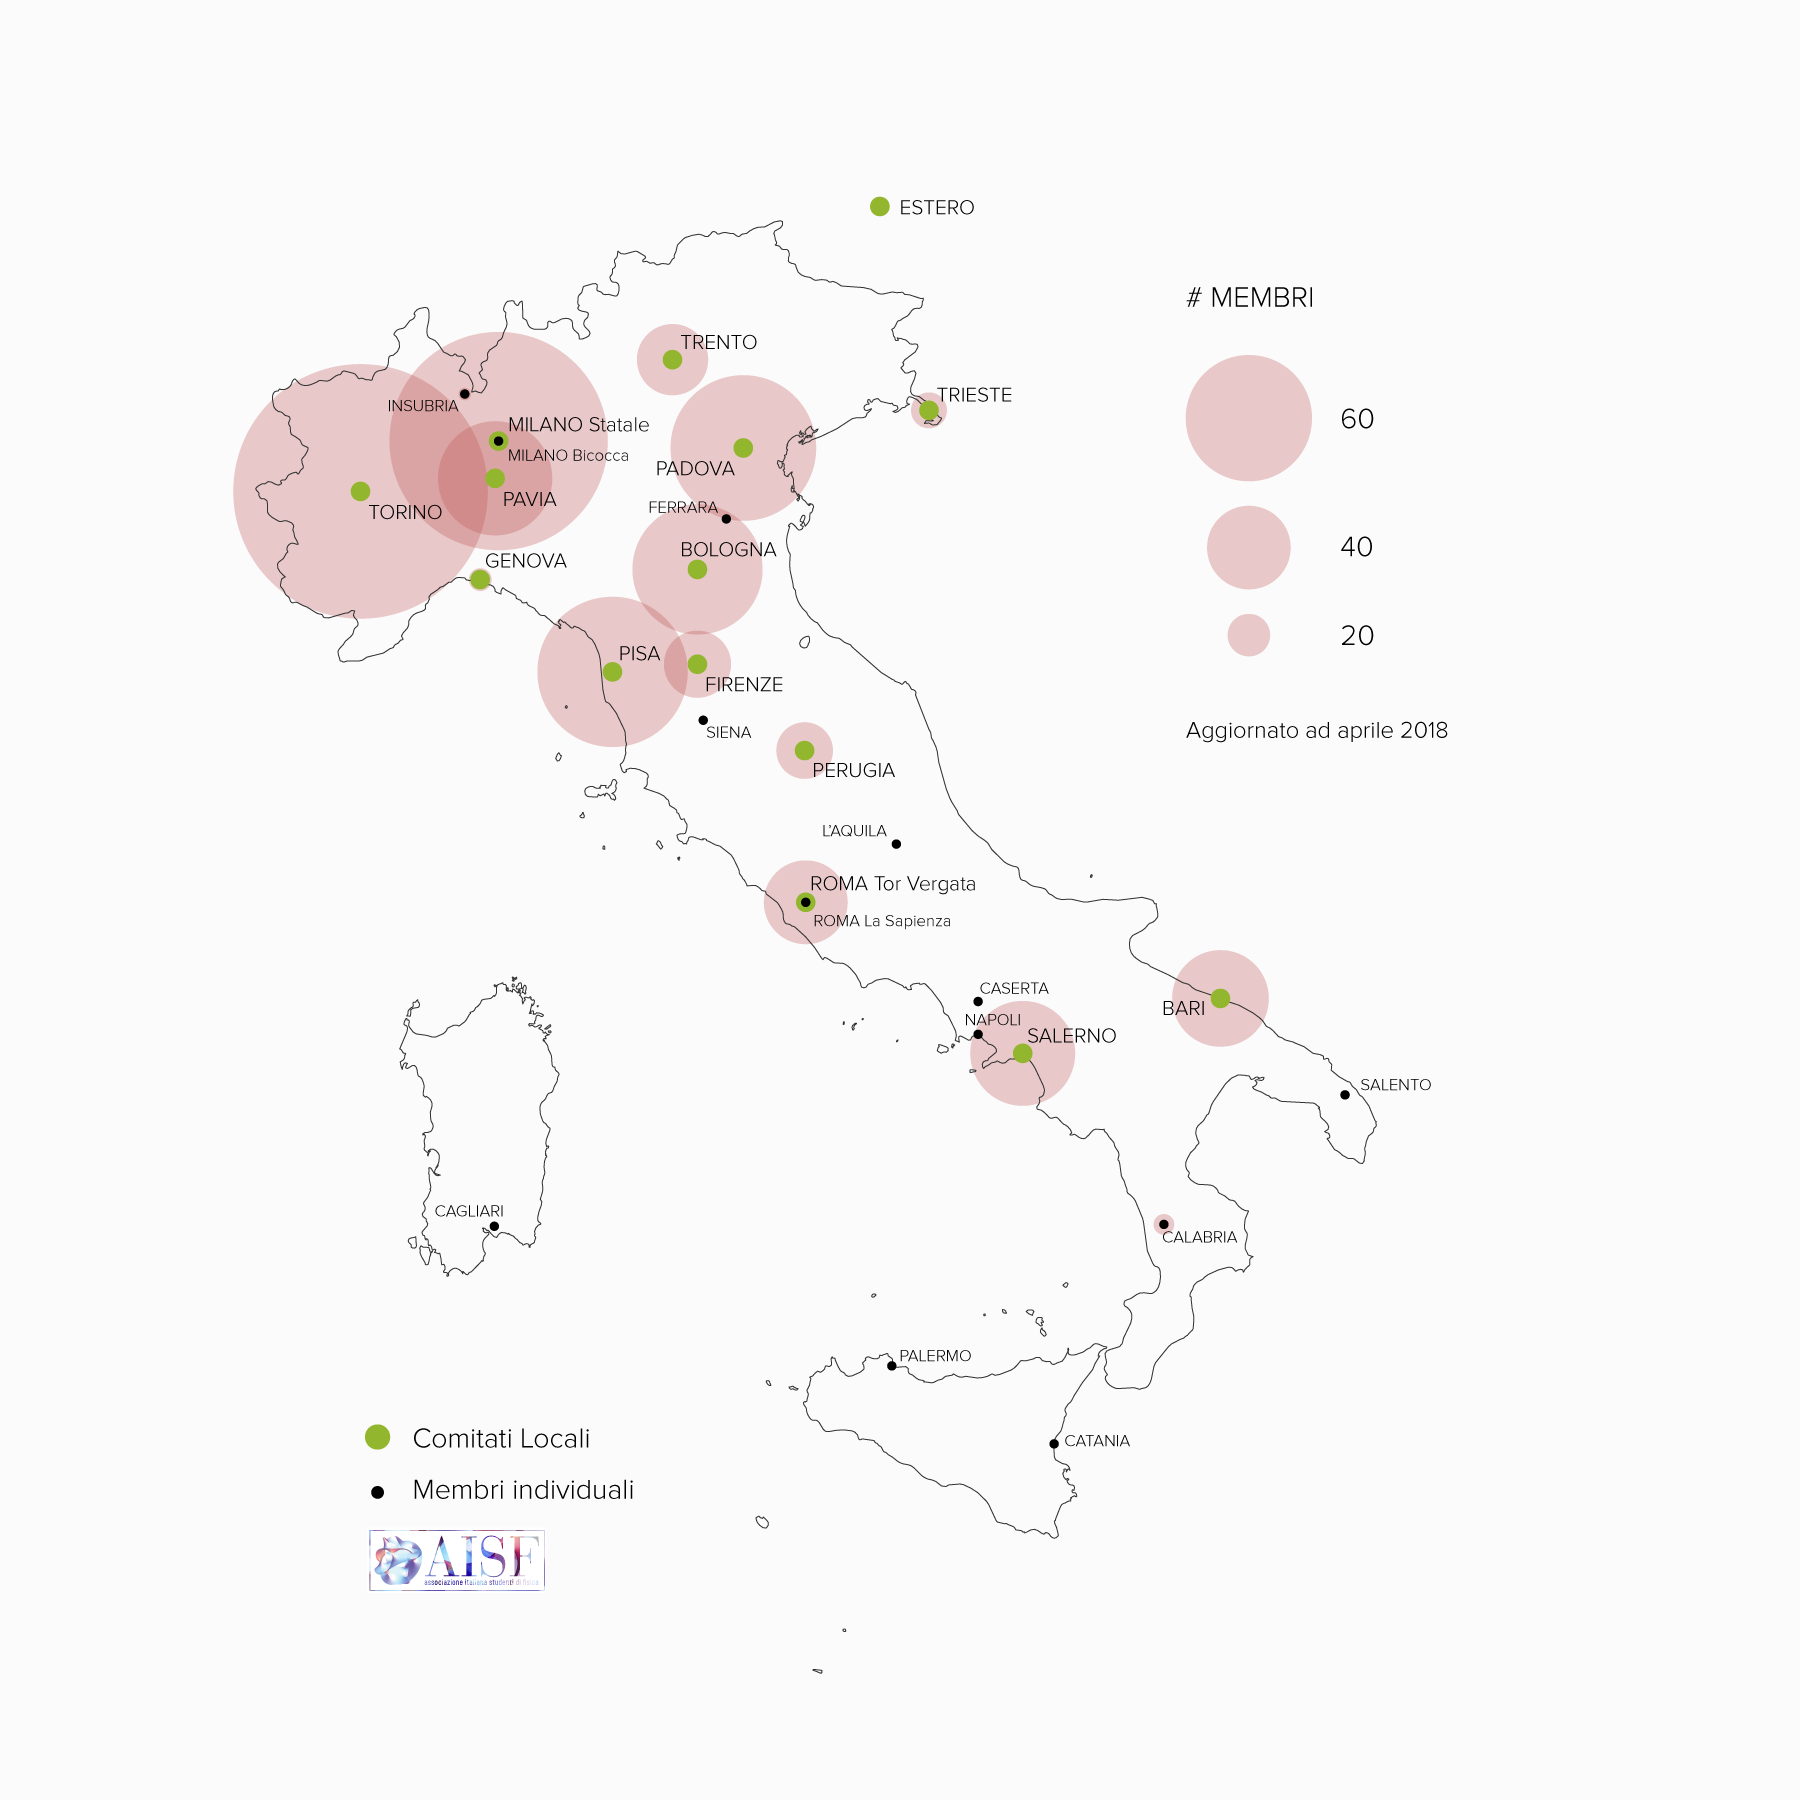 ESTERO
# MEMBRI
TRENTO
60
TRIESTE
INSUBRIA
MILANO Statale
MILANO Bicocca
PADOVA
PAVIA
TORINO
FERRARA
40
BOLOGNA
GENOVA
20
PISA
FIRENZE
SIENA
Aggiornato ad aprile 2018
PERUGIA
L'AQUILA
ROMA Tor Vergata
ROMA La Sapienza
CASERTA
BARI
NAPOLI
SALERNO
SALENTO
CAGLIARI
CALABRIA
PALERMO
CATANIA
Comitati Locali
Membri individuali
AISF
associazione italiana studenti di fisica